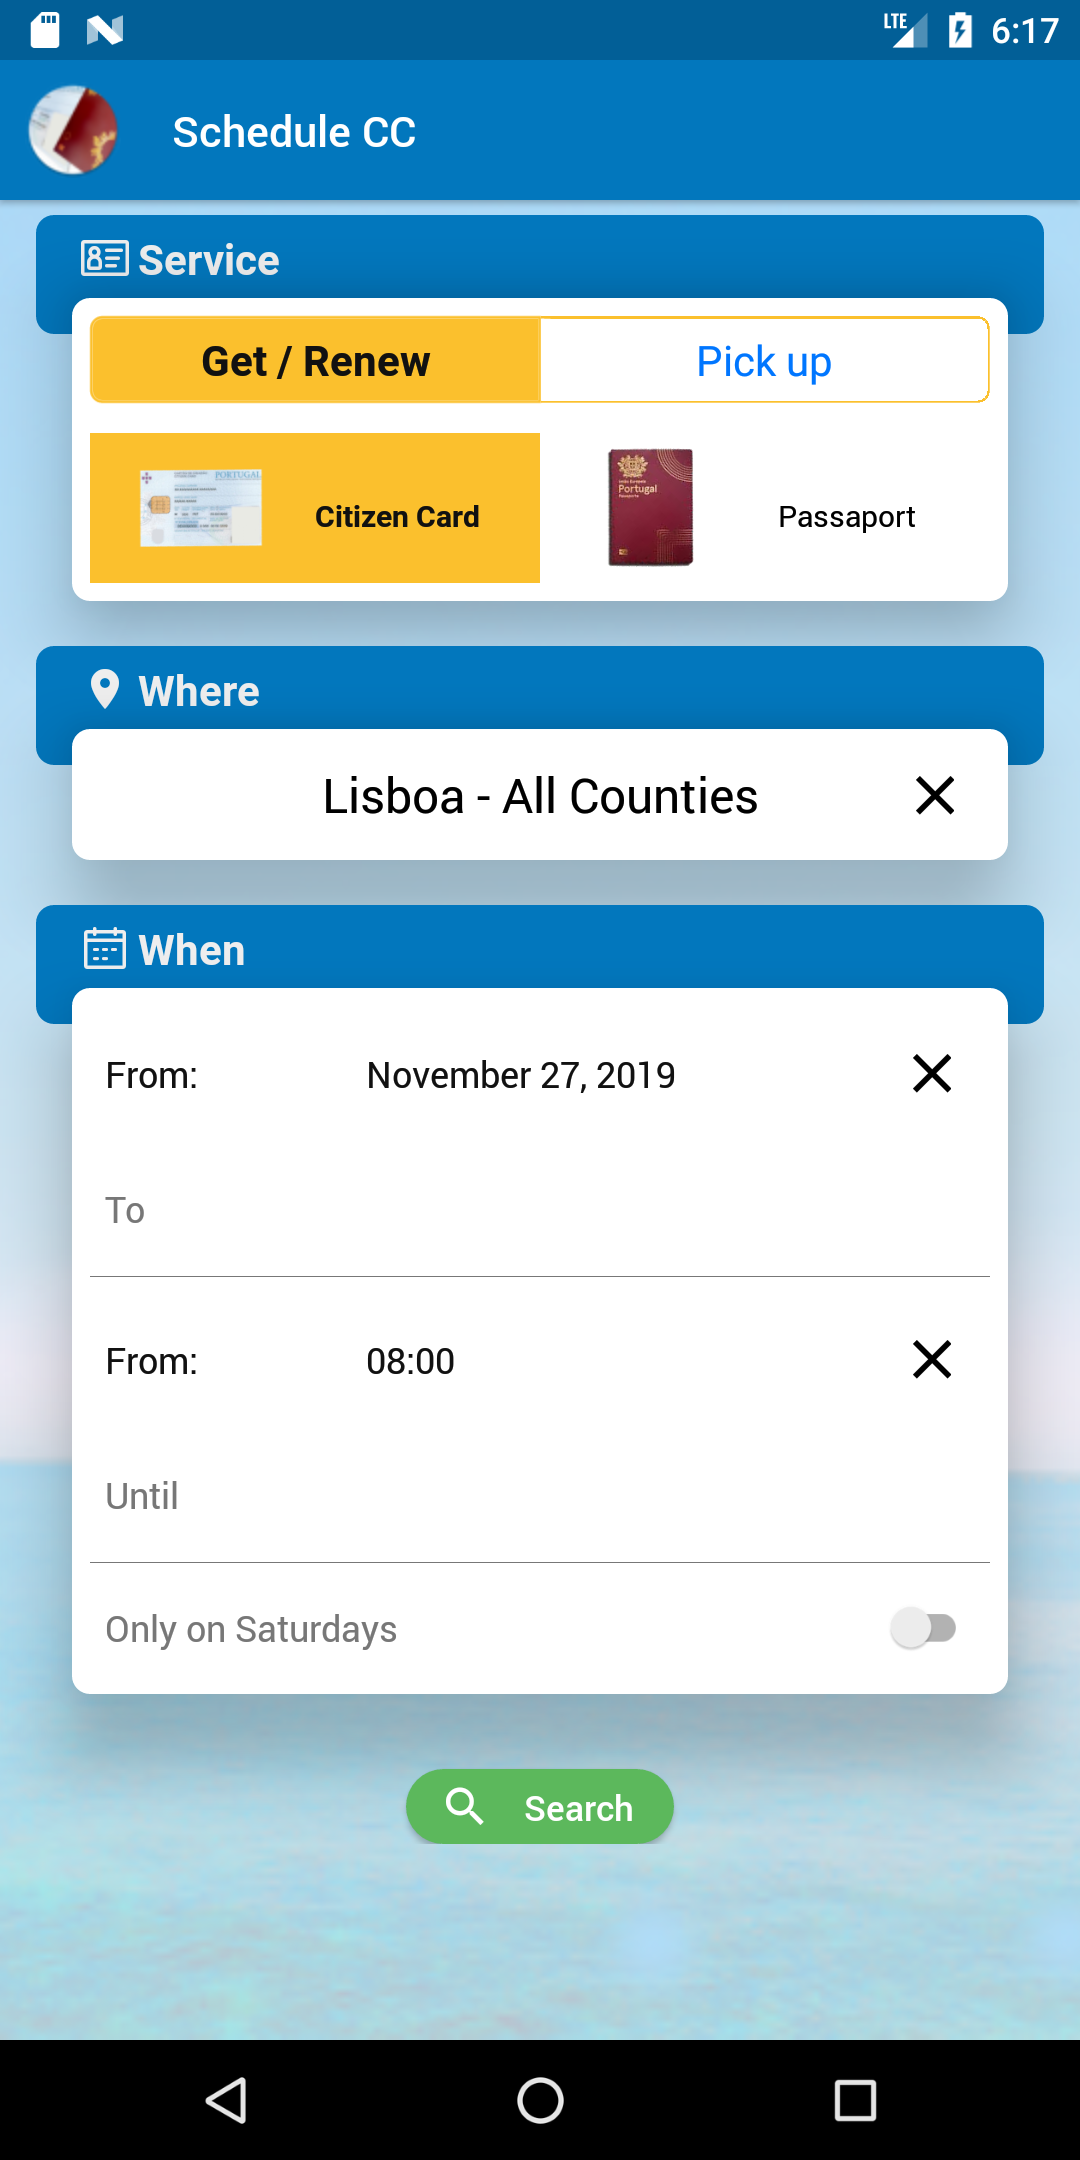 LTE 6:17
Schedule CC
Service
Get / Renew Pick up
PORTUGAL
Portugal
Citizen Card Passaport
Where
Lisboa - All Counties
When
From: November 27, 2019
To
From: 08:00
Until
Only on Saturdays
Search